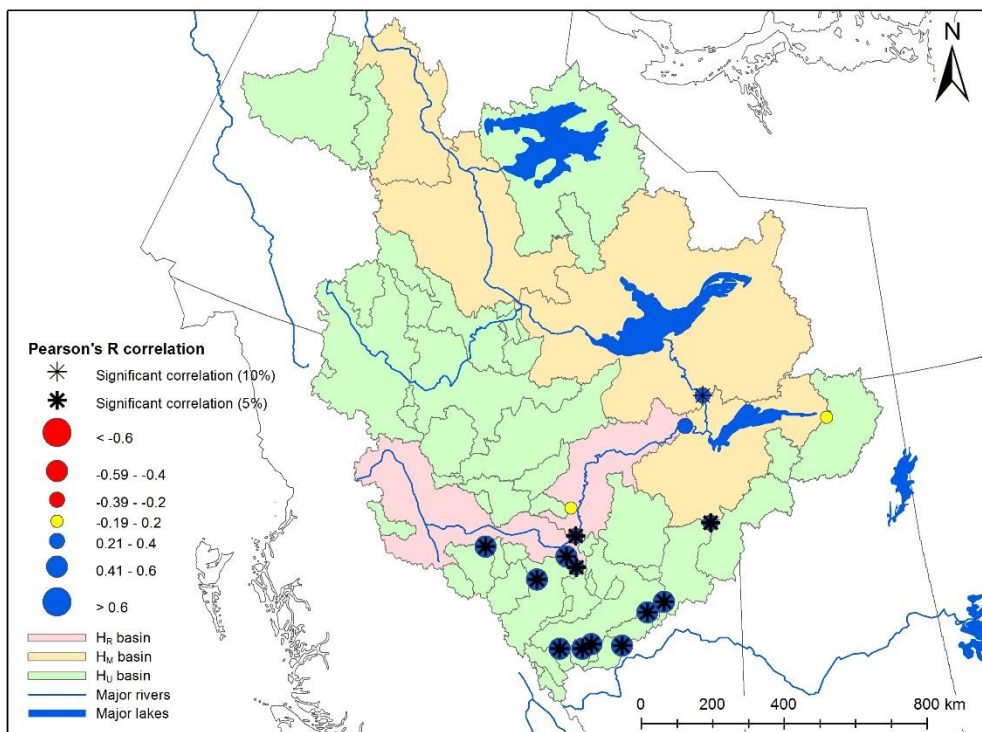 N
Pearson's R correlation
Significant correlation (10%)
Significant correlation (5%)
< -0.6
-0.59 - -0.4
-0.39 - -0.2
-0.19 - 0.2
0.21 - 0.4
0.41 - 0.6
> 0.6
HR basin
HM basin
HU basin
Major rivers
Major lakes
0 200 400 800 km